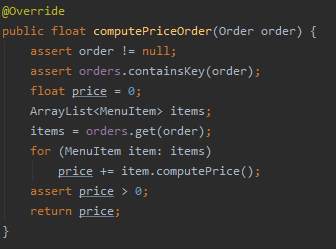 @Override
public float computePriceOrder(Order order) {
    assert order != null;
    assert orders.containsKey(order);
    float price = 0;
    ArrayList<MenuItem> items;
    items = orders.get(order);
    for (MenuItem item: items)
        price += item.computePrice();
    assert price > 0;
    return price;
}